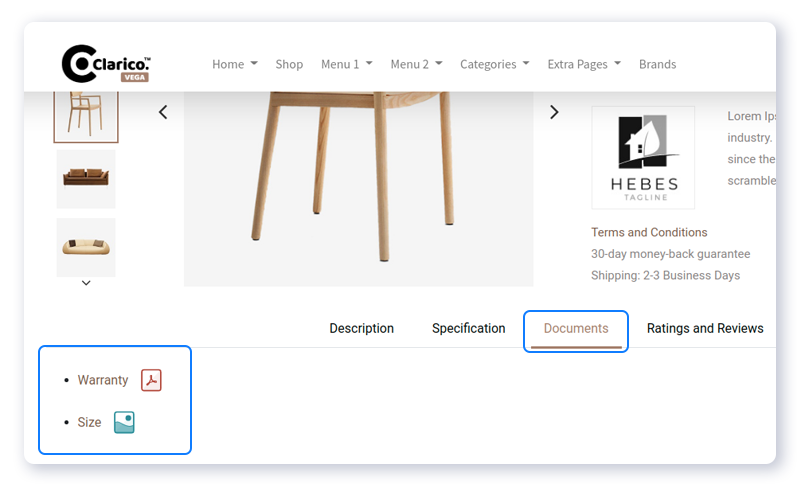 Clarico.™
VEGA
Home Shop Menu 1 Menu 2 Categories Extra Pages Brands
HEBES
TAGLINE
Lorem Ips
industry.
since the
scramble
Terms and Conditions
30-day money-back guarantee
Shipping: 2-3 Business Days
Description Specification Documents Ratings and Reviews
Warranty
Size